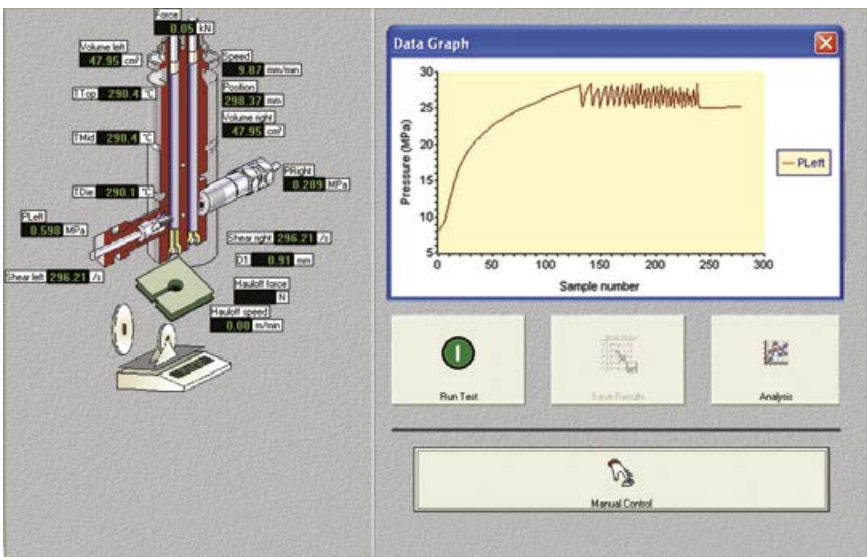 Force
0.05 kN
Volume left
47.95 cm³
Speed
9.87 mm/min
TTop 290.4 °C
Position
298.37 mm
Volume right
47.95 cm³
TMid 290.4 °C
PRight
0.289 MPa
TDie 290.1 °C
PLeft
0.598 MPa
Shear right 296.21 /s
D1 0.91 mm
Shear left 296.21 /s
Hauloff force
N
Hauloff speed
0.00 m/min
Data Graph
30
25
20
15
10
5
Pressure (MPa)
0 50 100 150 200 250 300
Sample number
PLeft
Run Test
Save Results
Analysis
Manual Control